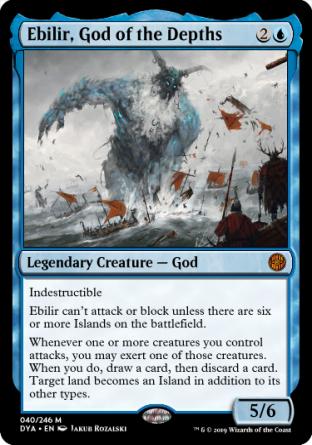 Ebilir, God of the Depths 2
Legendary Creature — God
Indestructible
Ebilir can't attack or block unless there are six
or more Islands on the battlefield.
Whenever one or more creatures you control
attacks, you may exert one of those creatures.
When you do, draw a card, then discard a card.
Target land becomes an Island in addition to its
other types.
5/6
040/246 M
DYA • EN JAKUB ROZALSKI
™ & © 2019 Wizards of the Coast